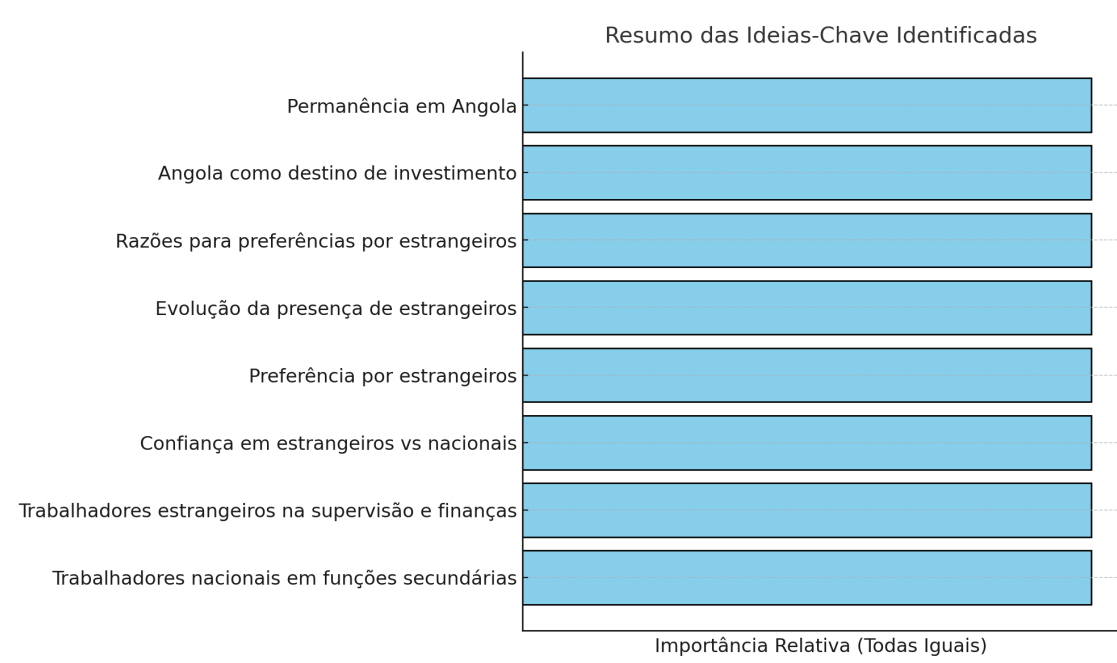 Resumo das Ideias-Chave Identificadas
Permanência em Angola
Angola como destino de investimento
Razões para preferências por estrangeiros
Evolução da presença de estrangeiros
Preferência por estrangeiros
Confiança em estrangeiros vs nacionais
Trabalhadores estrangeiros na supervisão e finanças
Trabalhadores nacionais em funções secundárias
Importância Relativa (Todas Iguais)